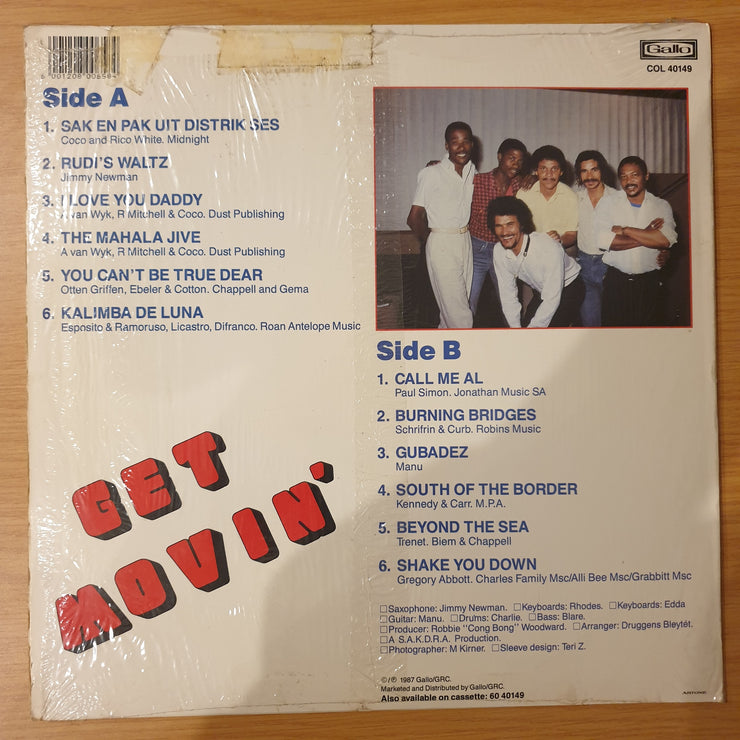 6 001208 006584
Gallo
COL 40149
Side A
1. SAK EN PAK UIT DISTRIK SES
Coco and Rico White. Midnight
2. RUDI'S WALTZ
Jimmy Newman
3. I LOVE YOU DADDY
A van Wyk, R Mitchell & Coco. Dust Publishing
4. THE MAHALA JIVE
A van Wyk, R Mitchell & Coco. Dust Publishing
5. YOU CAN'T BE TRUE DEAR
Otten Griffen, Ebeler & Cotton. Chappell and Gema
6. KALIMBA DE LUNA
Esposito & Ramoruso, Licastro, Difranco. Roan Antelope Music
GET
MOVIN'
Side B
1. CALL ME AL
Paul Simon. Jonathan Music SA
2. BURNING BRIDGES
Schrifrin & Curb. Robins Music
3. GUBADEZ
Manu
4. SOUTH OF THE BORDER
Kennedy & Carr. M.P.A.
5. BEYOND THE SEA
Trenet. Biem & Chappell
6. SHAKE YOU DOWN
Gregory Abbott. Charles Family Msc/Alli Bee Msc/Grabbitt Msc
☐Saxophone: Jimmy Newman. ☐Keyboards: Rhodes. ☐Keyboards: Edda
☐Guitar: Manu. ☐Drums: Charlie. ☐Bass: Blare.
☐Producer: Robbie "Cong Bong" Woodward. ☐Arranger: Druggens Bleytét.
☐A S.A.K.D.R.A. Production.
☐Photographer: M Kirner. ☐Sleeve design: Teri Z.
©/℗ 1987 Gallo/GRC.
Marketed and Distributed by Gallo/GRC.
Also available on cassette: 60 40149